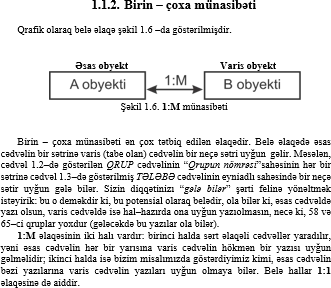 1.1.2. Birin – çoxa münasibəti
Qrafik olaraq belə əlaqə şəkil 1.6 –da göstərilmişdir.
Əsas obyekt Varis obyekt
A obyekti 1:M B obyekti
Şəkil 1.6. 1:M münasibəti
Birin – çoxa münasibəti ən çox tətbiq edilən əlaqədir. Belə əlaqədə əsas
cədvəlin bir sətrinə varis (tabe olan) cədvəlin bir neçə sətri uyğun gəlir. Məsələn,
cədvəl 1.2–də göstərilən QRUP cədvəlinin “Qrupun nömrəsi”sahəsinin hər bir
sətrinə cədvəl 1.3–də göstərilmiş TƏLƏBƏ cədvəlinin eyniadlı sahəsində bir neçə
sətir uyğun gələ bilər. Sizin diqqətinizi “gələ bilər” şərti felinə yönəltmək
istəyirik: bu o deməkdir ki, bu potensial olaraq belədir, ola bilər ki, əsas cədvəldə
yazı olsun, varis cədvəldə isə hal–hazırda ona uyğun yazıolmasın, necə ki, 58 və
65–ci qruplar yoxdur (gələcəkdə bu yazılar ola bilər).
1:M əlaqəsinin iki halı vardır: birinci halda sərt əlaqəli cədvəllər yaradılır,
yəni əsas cədvəlin hər bir yarısına varis cədvəlin hökmən bir yazısı uyğun
gəlməlidir; ikinci halda isə bizim misalımızda göstərdiyimiz kimi, əsas cədvəlin
bəzi yazılarına varis cədvəlin yazıları uyğun olmaya bilər. Belə hallar 1:1
əlaqəsinə də aiddir.